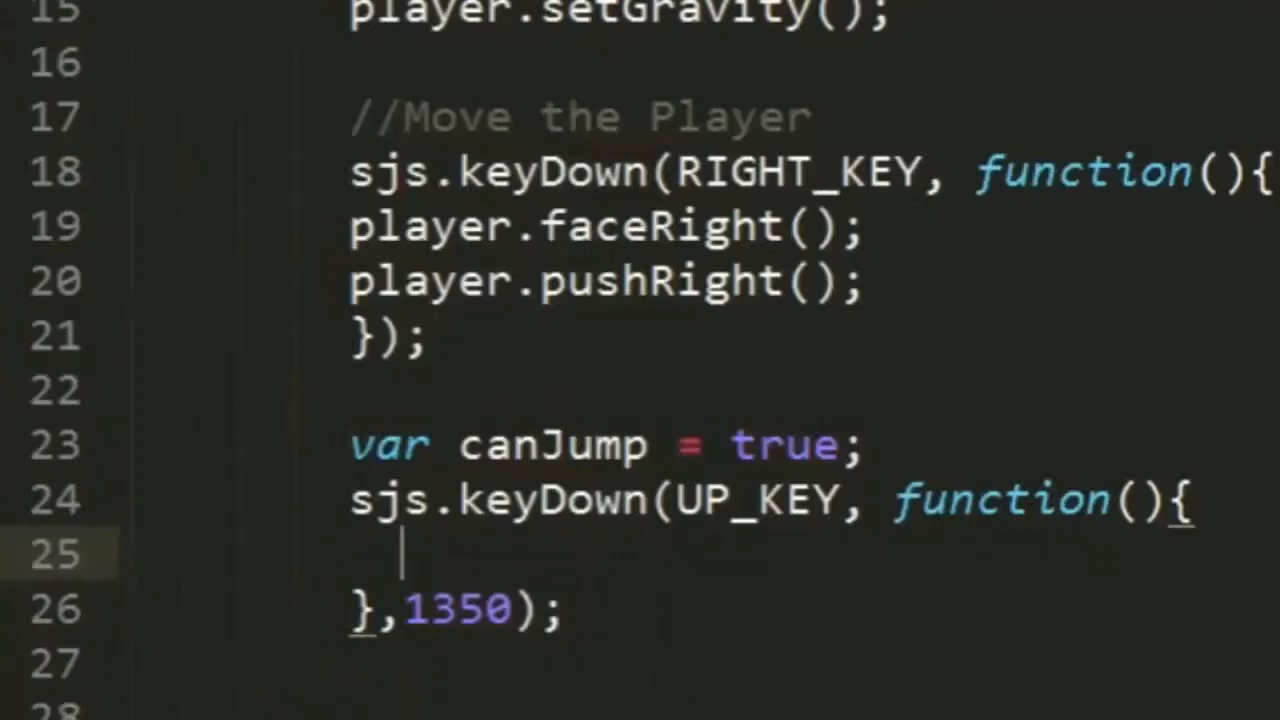 15 player.setGravity();
16
17 //Move the Player
18 sjs.keyDown(RIGHT_KEY, function(){
19 player.faceRight();
20 player.pushRight();
21 });
22
23 var canJump = true;
24 sjs.keyDown(UP_KEY, function(){
25
26 },1350);
27
28